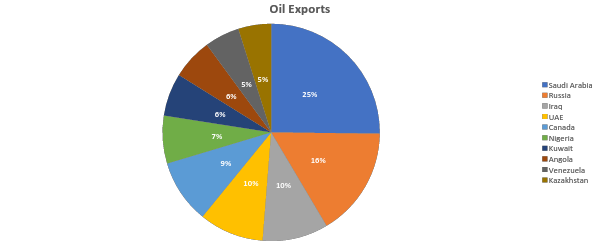 Oil Exports
25%
16%
10%
10%
9%
7%
6%
6%
5%
5%
Saudi Arabia
Russia
Iraq
UAE
Canada
Nigeria
Kuwait
Angola
Venezuela
Kazakhstan